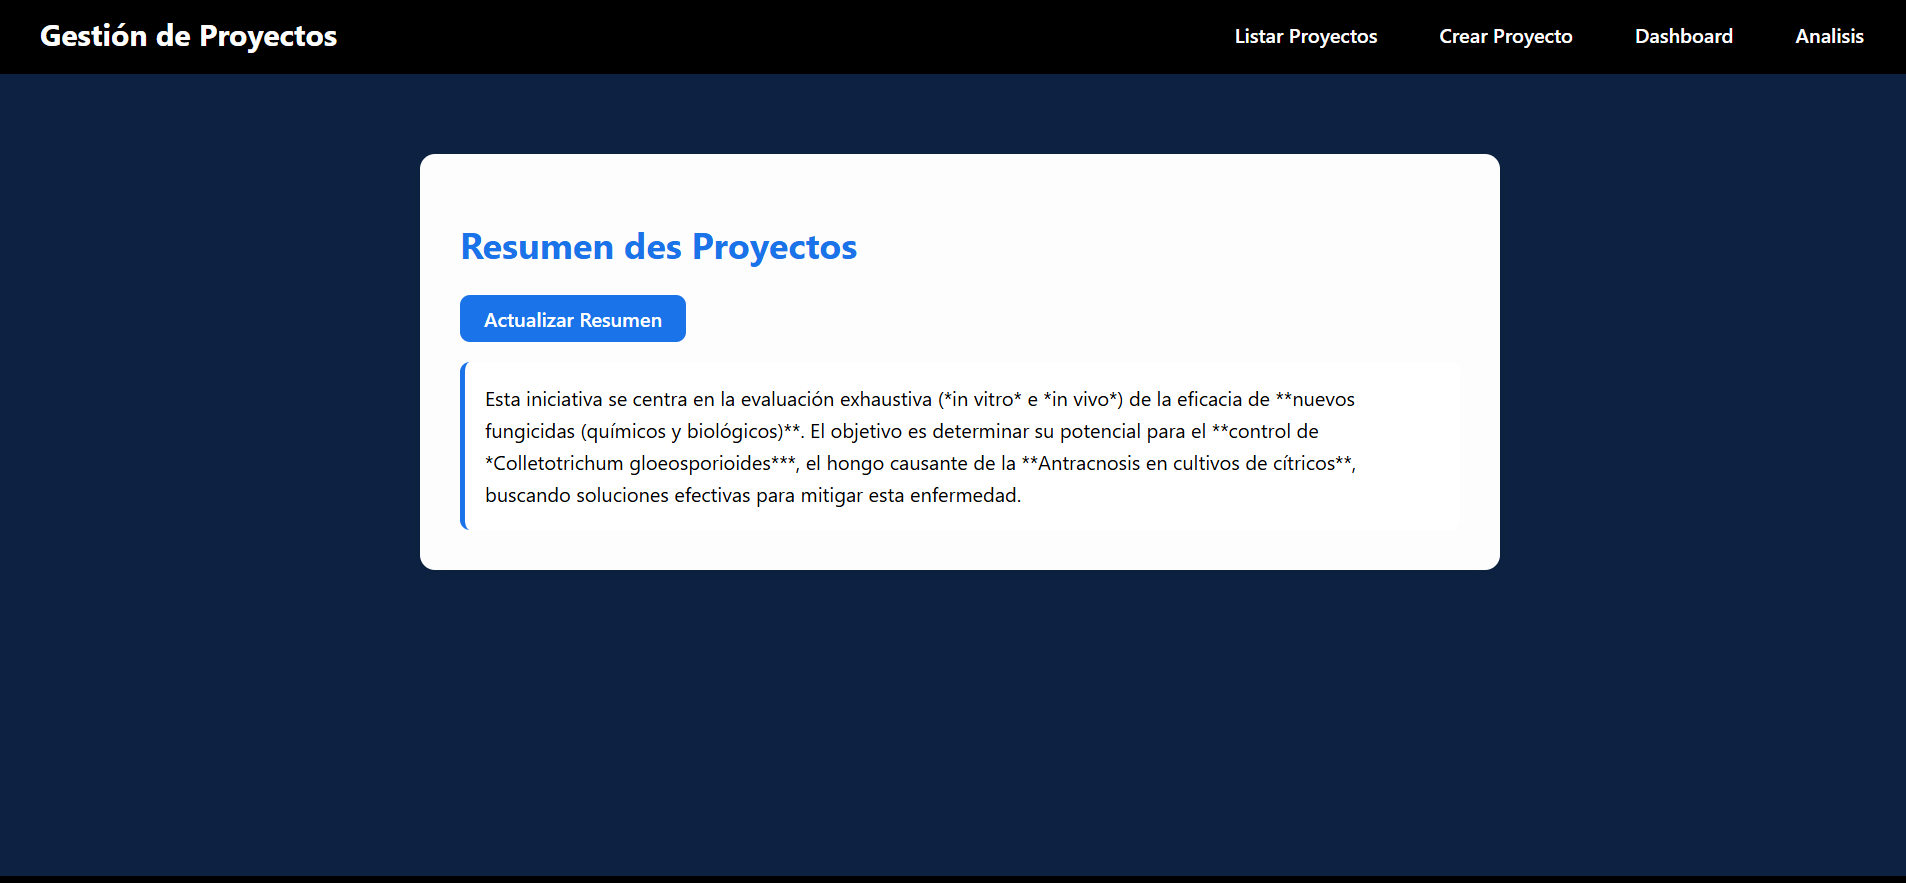 Gestión de Proyectos
Listar Proyectos
Crear Proyecto
Dashboard
Analisis
Resumen des Proyectos
Actualizar Resumen
Esta iniciativa se centra en la evaluación exhaustiva (*in vitro* e *in vivo*) de la eficacia de **nuevos
fungicidas (químicos y biológicos)**. El objetivo es determinar su potencial para el **control de
*Colletotrichum gloeosporioides***, el hongo causante de la **Antracnosis en cultivos de cítricos**,
buscando soluciones efectivas para mitigar esta enfermedad.